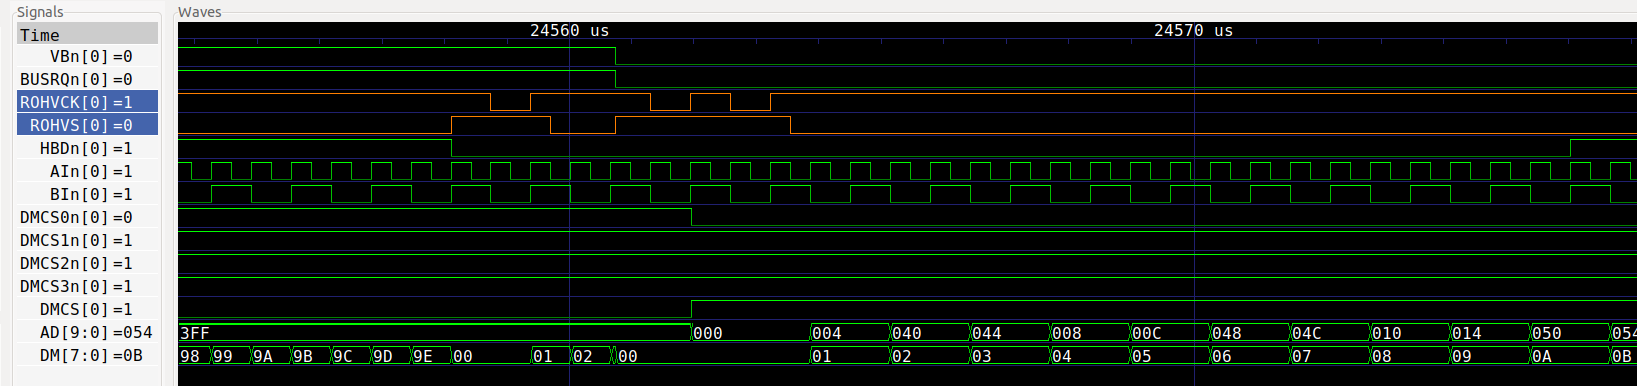 Signals Waves
Time 24560 us 24570 us
VBn[0]=0
BUSRQn[0]=0
ROHVCK[0]=1
ROHVS[0]=0
HBDn[0]=1
AIn[0]=1
BIn[0]=1
DMCS0n[0]=0
DMCS1n[0]=1
DMCS2n[0]=1
DMCS3n[0]=1
DMCS[0]=1
AD[9:0]=054 3FF 000 004 040 044 008 00C 048 04C 010 014 050 054
DM[7:0]=0B 98 99 9A 9B 9C 9D 9E 00 01 02 00 01 02 03 04 05 06 07 08 09 0A 0B